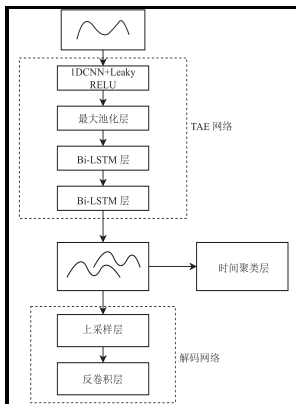 1DCNN+Leaky
RELU
最大池化层
TAE 网络
Bi-LSTM 层
Bi-LSTM 层
时间聚类层
上采样层
解码网络
反卷积层